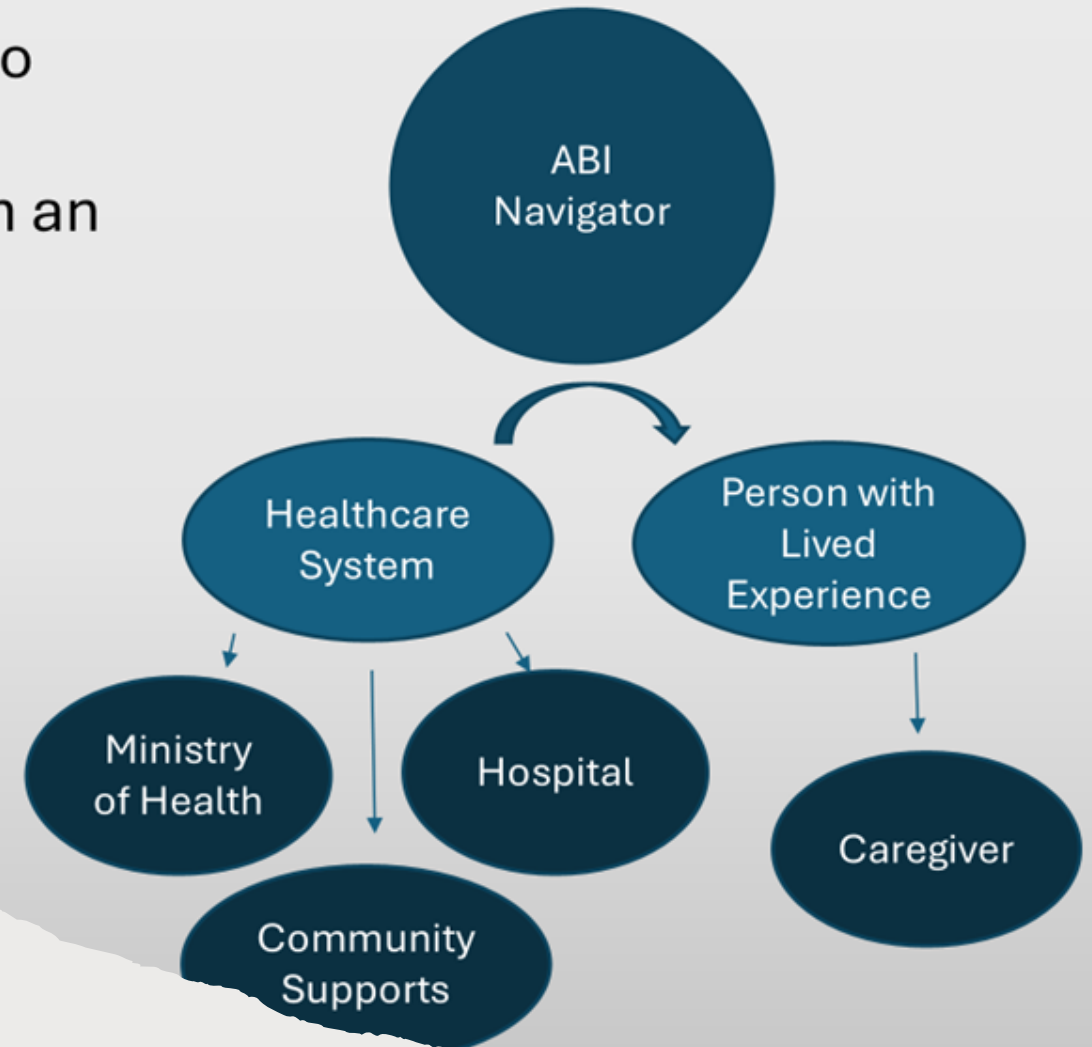 o
n an
ABI
Navigator
Healthcare
System
Person with
Lived
Experience
Ministry
of Health
Hospital
Caregiver
Community
Supports